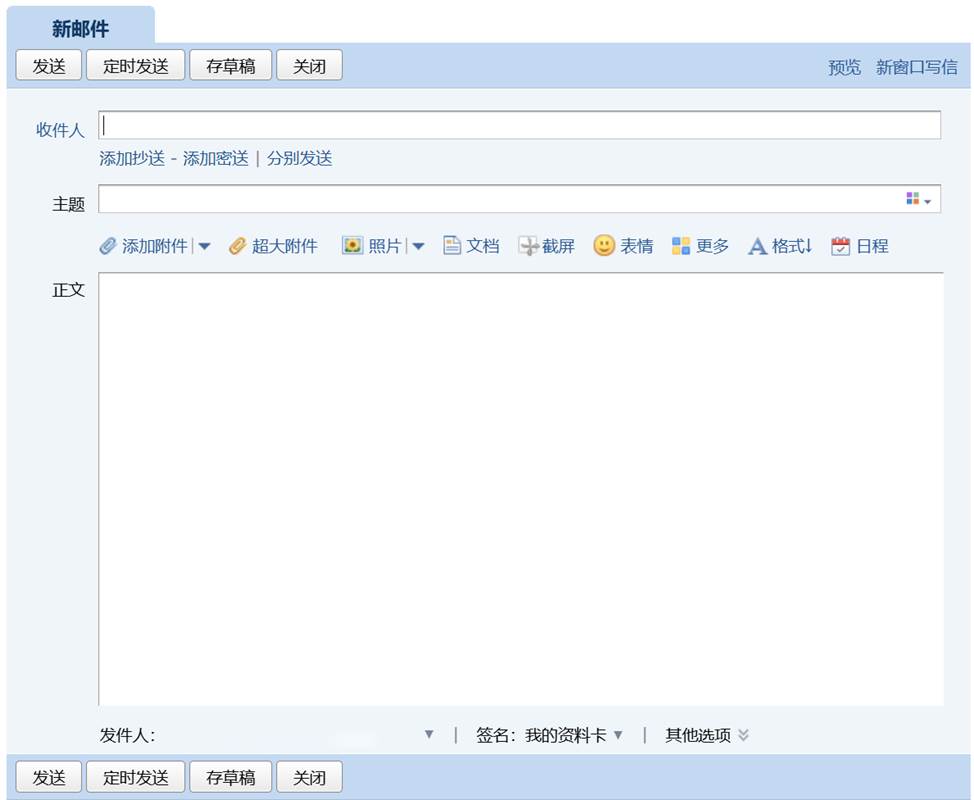 新邮件
发送 定时发送 存草稿 关闭 预览 新窗口写信
收件人
添加抄送 - 添加密送 | 分别发送
主题
添加附件 | 超大附件 照片 | 文档 截屏 表情 更多 格式↓ 日程
正文
发件人: | 签名: 我的资料卡 | 其他选项
发送 定时发送 存草稿 关闭